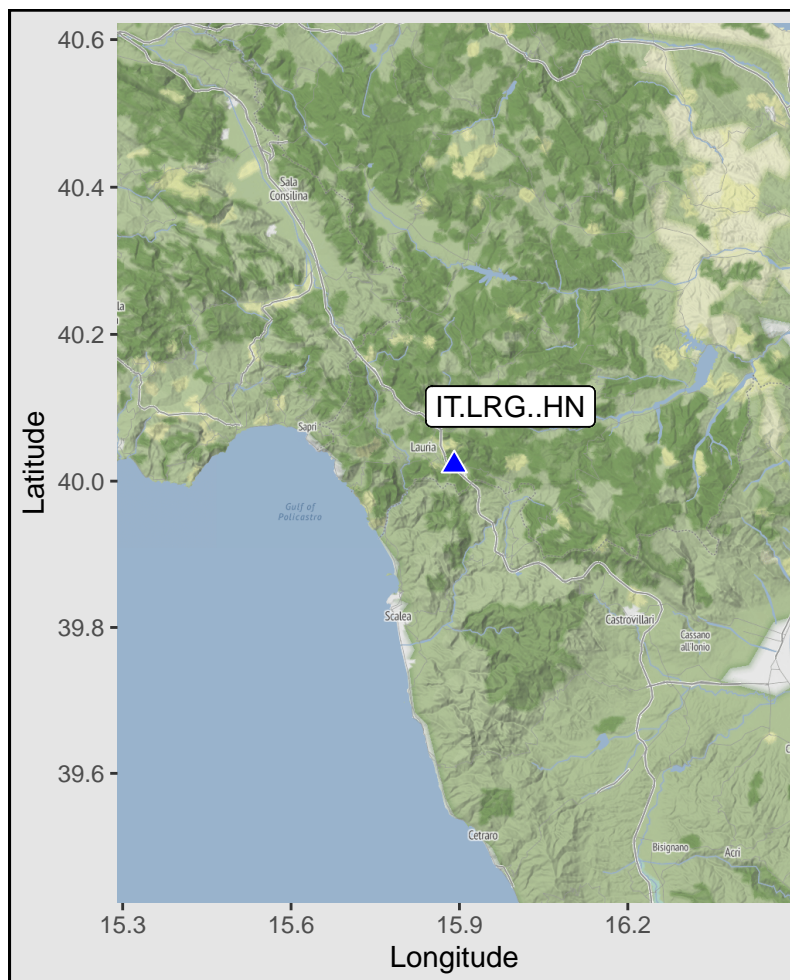 40.6
40.4
40.2
40.0
39.8
39.6
Latitude
Sala
Consilina
la
IT.LRG..HN
Sapri
Lauria
Gulf of
Policastro
Scalea
Castrovillari
Cassano
all'Ionio
Cetraro
Bisignano
Acri
15.3
15.6
15.9
16.2
Longitude